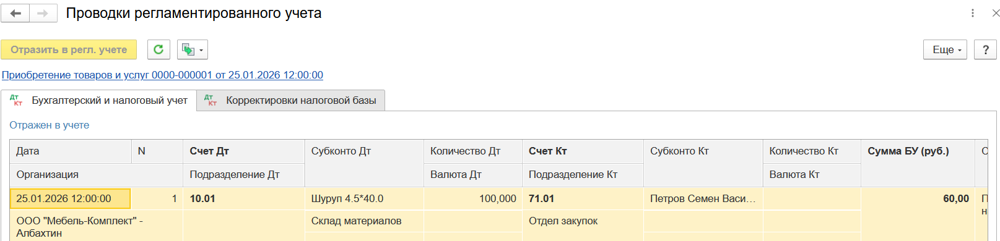 Проводки регламентированного учета
Отразить в регл. учете
Еще
?
Приобретение товаров и услуг 0000-000001 от 25.01.2026 12:00:00
Дт Кт Бухгалтерский и налоговый учет Дт Кт Корректировки налоговой базы
Отражен в учете
Дата N Счет Дт Субконто Дт Количество Дт Счет Кт Субконто Кт Количество Кт Сумма БУ (руб.) С
Организация Подразделение Дт Валюта Дт Подразделение Кт Валюта Кт
25.01.2026 12:00:00 1 10.01 Шуруп 4.5*40.0 100,000 71.01 Петров Семен Васи... 60,00 П
н
ООО "Мебель-Комплект" - Склад материалов Отдел закупок
Албахтин